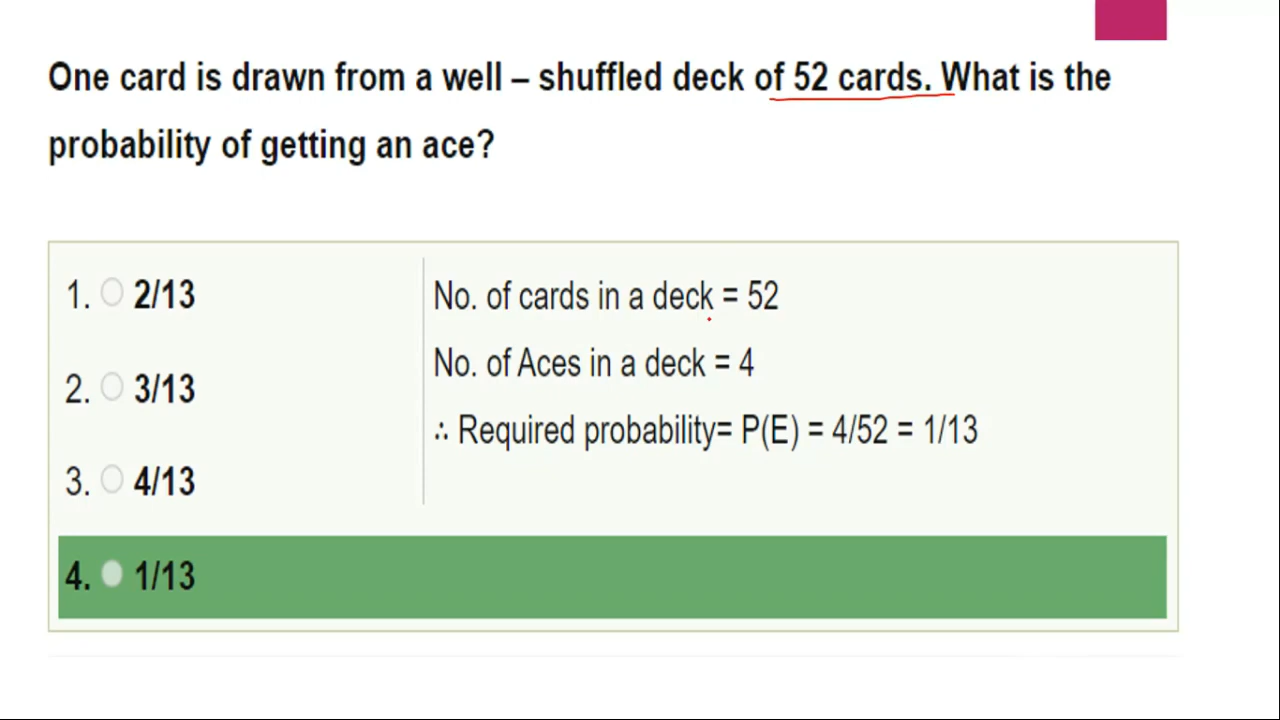 One card is drawn from a well – shuffled deck of 52 cards. What is the
probability of getting an ace?
1. 2/13
2. 3/13
3. 4/13
4. 1/13
No. of cards in a deck = 52
No. of Aces in a deck = 4
∴ Required probability= P(E) = 4/52 = 1/13